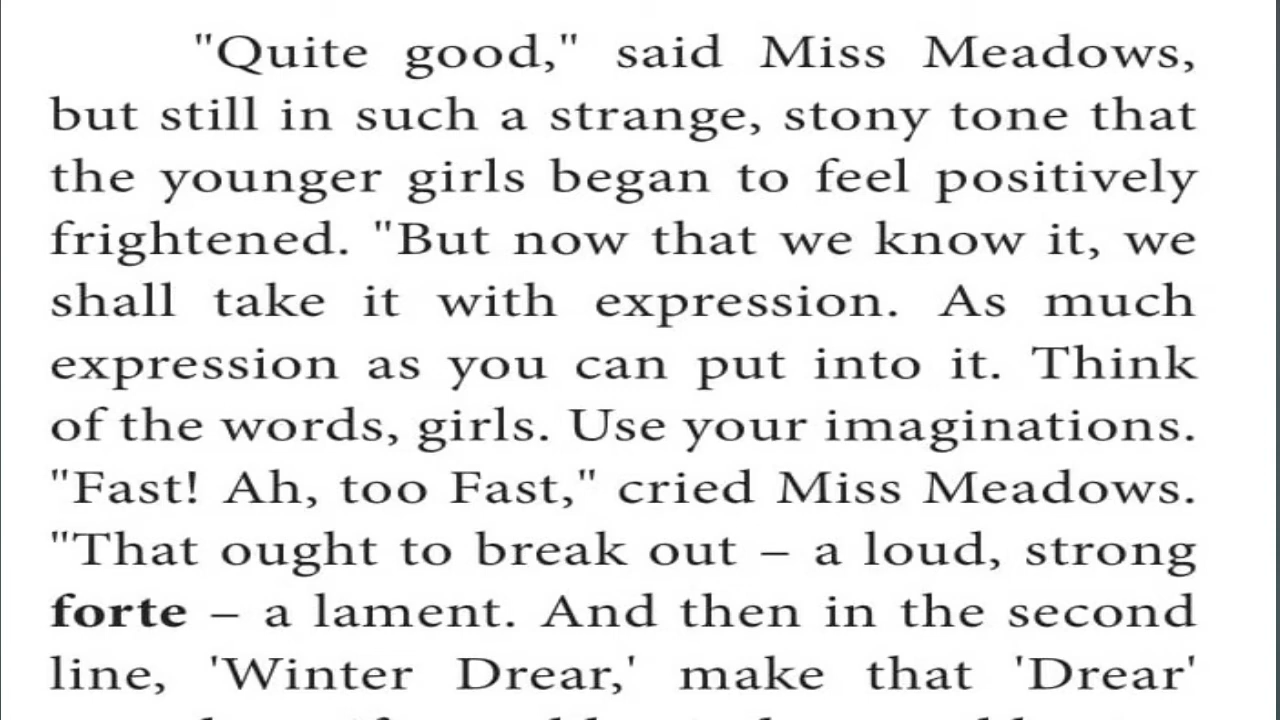 "Quite good," said Miss Meadows,
but still in such a strange, stony tone that
the younger girls began to feel positively
frightened. "But now that we know it, we
shall take it with expression. As much
expression as you can put into it. Think
of the words, girls. Use your imaginations.
"Fast! Ah, too Fast," cried Miss Meadows.
"That ought to break out – a loud, strong
forte – a lament. And then in the second
line, 'Winter Drear,' make that 'Drear'